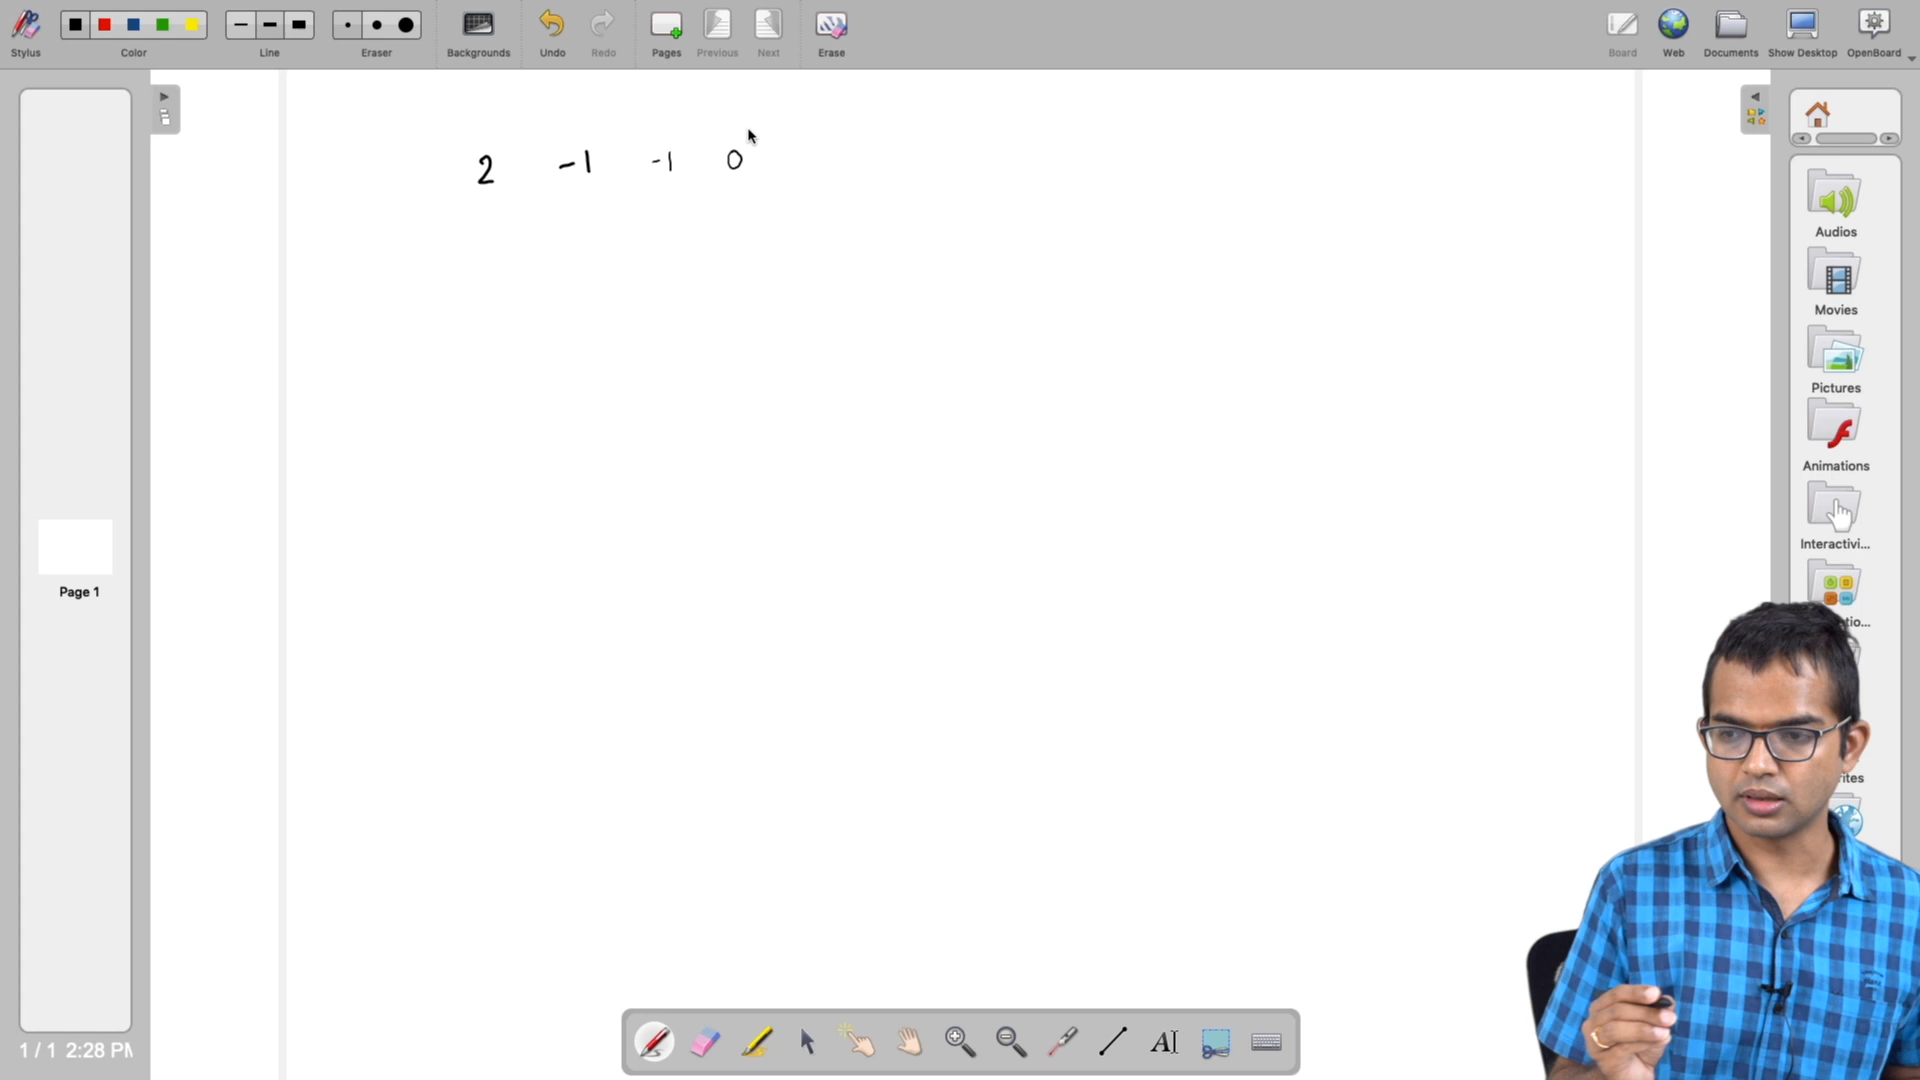 Stylus Color Line Eraser Backgrounds Undo Redo Pages Previous Next Erase Board Web Documents Show Desktop OpenBoard
2 -1 -1 0
Audios
Movies
Pictures
Animations
Interactivi...
Page 1
1 / 1 2:28 PM